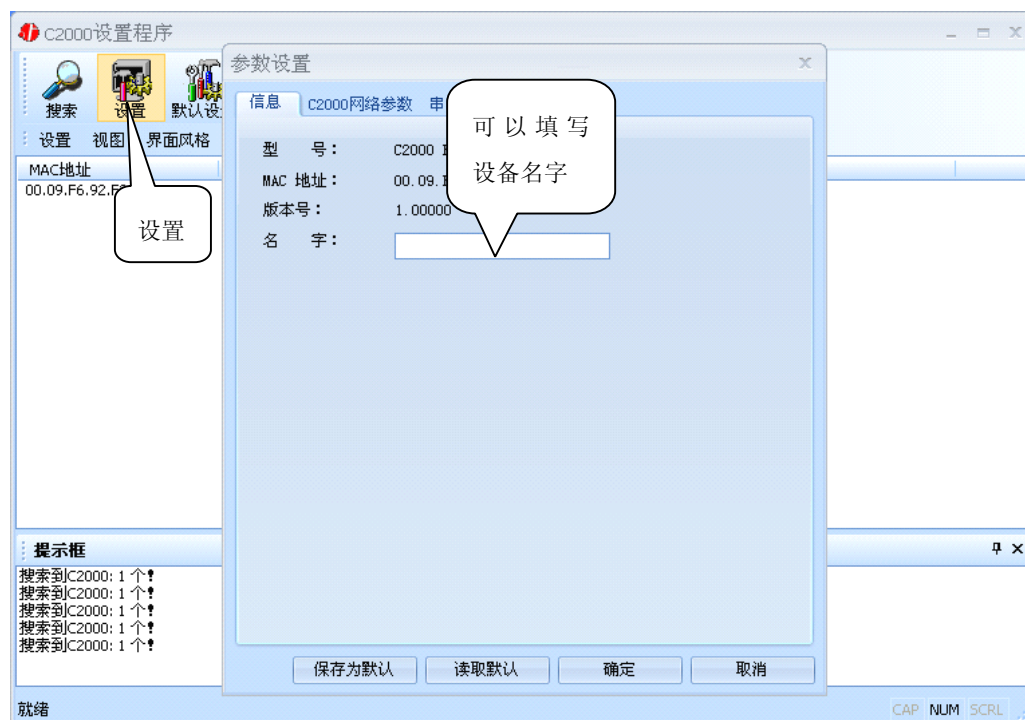 C2000设置程序
参数设置
搜索
设置
默认设
设置 视图 界面风格
信息 C2000网络参数 串
可以填写
设备名字
型 号： C2000
MAC 地址： 00.09.
版本号： 1.00000
名 字：
MAC地址
00.09.F6.92.
设置
提示框
搜索到C2000: 1 个!
搜索到C2000: 1 个!
搜索到C2000: 1 个!
搜索到C2000: 1 个!
搜索到C2000: 1 个!
保存为默认 读取默认 确定 取消
就绪
CAP NUM SCRL